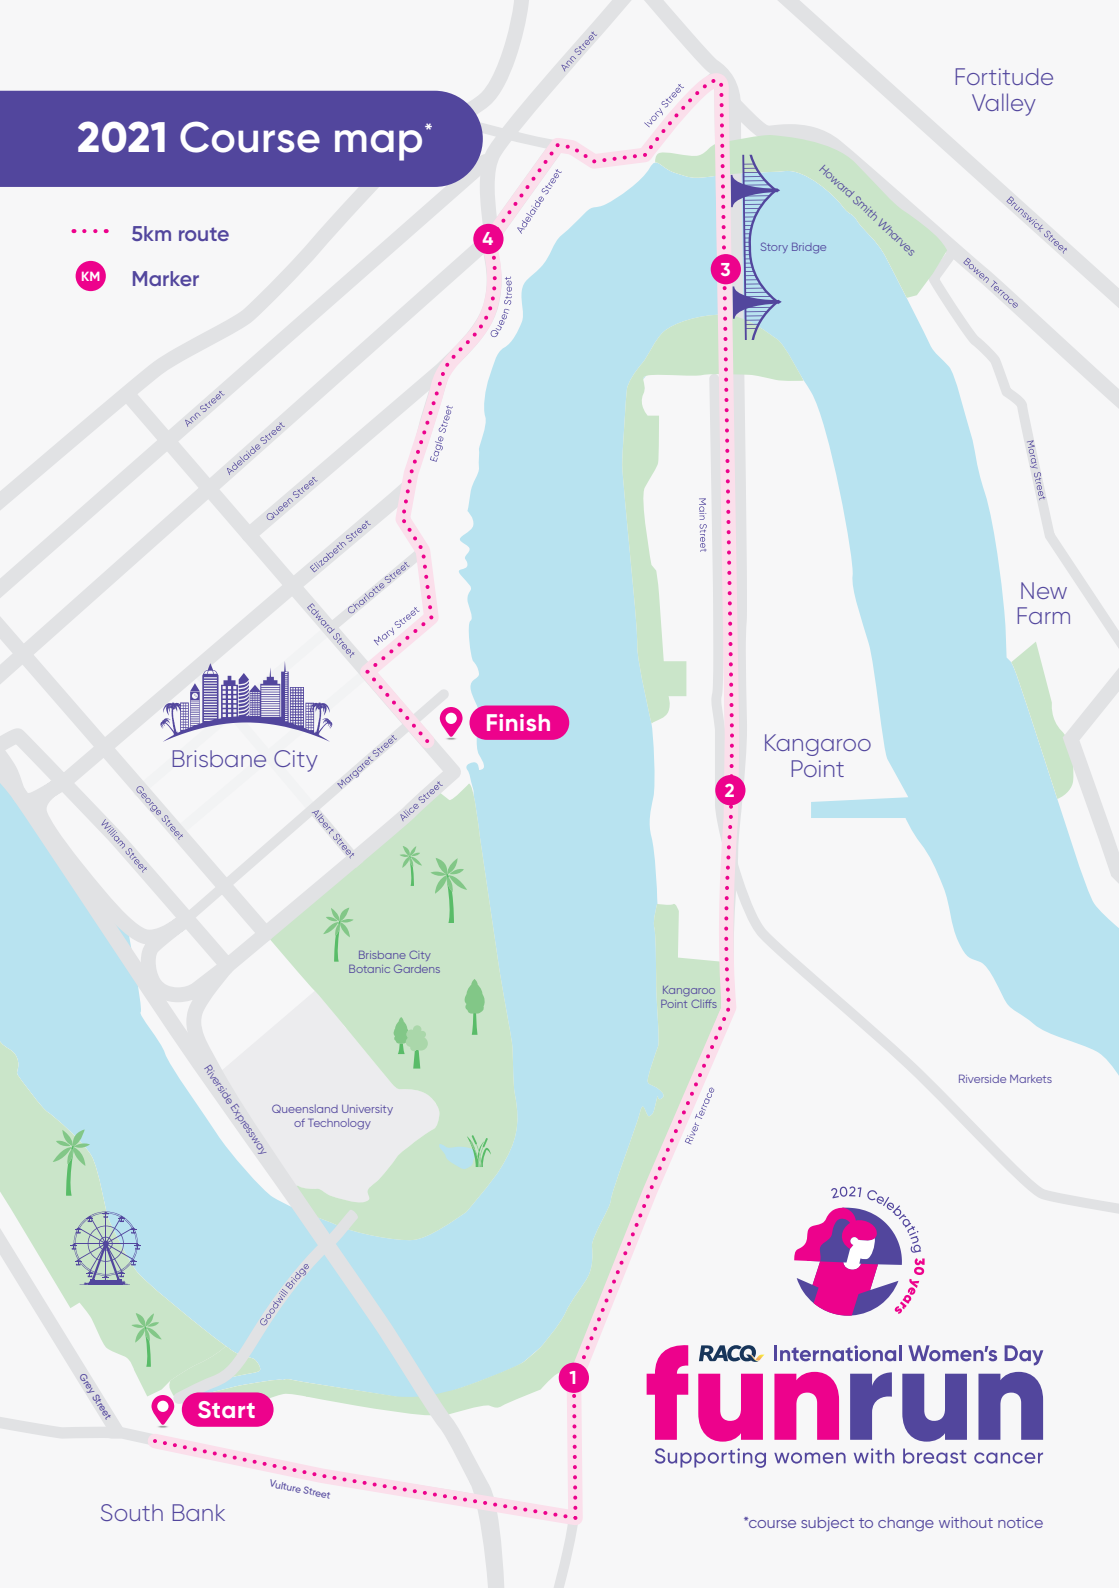 2021 Course map*
5km route
KM
Marker
Fortitude
Valley
Ann Street
Ivory Street
Adelaide Street
4
Queen Street
Eagle Street
3
Story Bridge
Howard Smith Wharves
Brunswick Street
Bowen Terrace
Moray Street
Ann Street
Adelaide Street
Queen Street
Elizabeth Street
Charlotte Street
Mary Street
Edward Street
Main Street
New
Farm
Brisbane City
Finish
Kangaroo
Point
2
Margaret Street
Alice Street
Albert Street
George Street
William Street
Brisbane City
Botanic Gardens
Kangaroo
Point Cliffs
Riverside Expressway
Queensland University
of Technology
River Terrace
Riverside Markets
Goodwill Bridge
Grey Street
Start
1
Vulture Street
South Bank
2021 Celebrating 30 years
RACQ International Women's Day
funrun
Supporting women with breast cancer
*course subject to change without notice